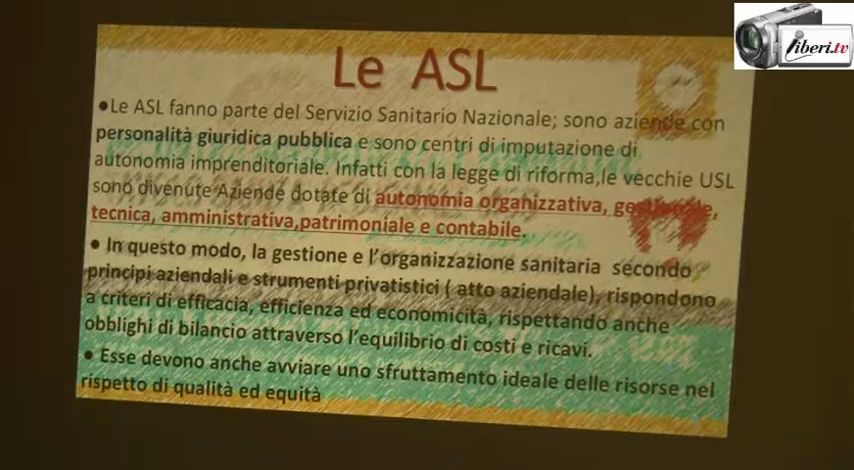 liberi.tv
Le ASL
•Le ASL fanno parte del Servizio Sanitario Nazionale; sono aziende con
personalità giuridica pubblica e sono centri di imputazione di
autonomia imprenditoriale. Infatti con la legge di riforma,le vecchie USL
sono divenute Aziende dotate di autonomia organizzativa, gestionale,
tecnica, amministrativa,patrimoniale e contabile.
• In questo modo, la gestione e l'organizzazione sanitaria secondo
principi aziendali e strumenti privatistici ( atto aziendale), rispondono
a criteri di efficacia, efficienza ed economicità, rispettando anche
obblighi di bilancio attraverso l'equilibrio di costi e ricavi.
• Esse devono anche avviare uno sfruttamento ideale delle risorse nel
rispetto di qualità ed equità